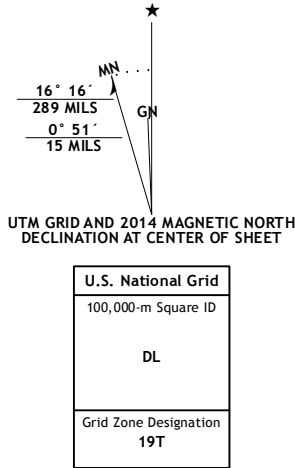 MN
GN
16° 16´
289 MILS
0° 51´
15 MILS
UTM GRID AND 2014 MAGNETIC NORTH
DECLINATION AT CENTER OF SHEET
U.S. National Grid
100,000-m Square ID
DL
Grid Zone Designation
19T